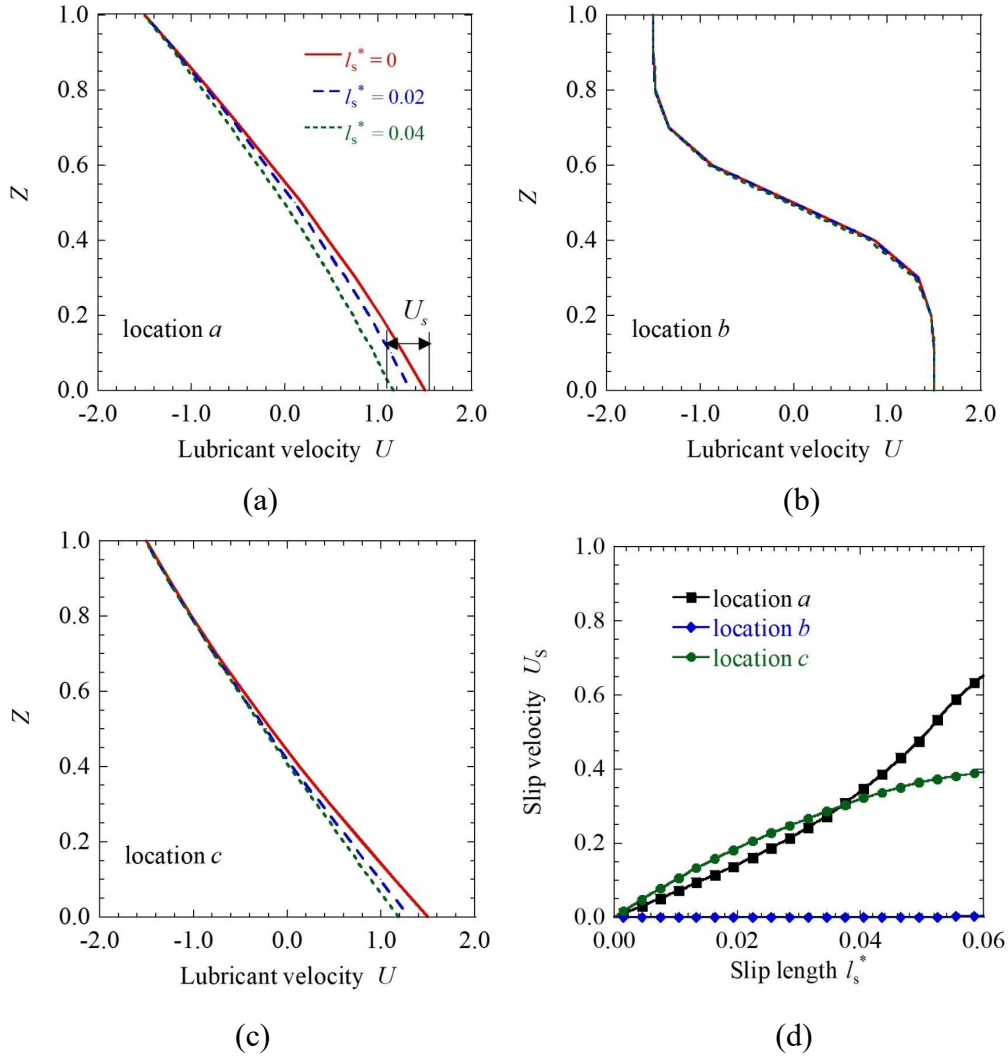 1.0
0.8
0.6
0.4
0.2
0.0
Z
-2.0 -1.0 0.0 1.0 2.0
Lubricant velocity U
l_s^* = 0
l_s^* = 0.02
l_s^* = 0.04
U_s
location a
(a)
1.0
0.8
0.6
0.4
0.2
0.0
Z
-2.0 -1.0 0.0 1.0 2.0
Lubricant velocity U
location b
(b)
1.0
0.8
0.6
0.4
0.2
0.0
Z
-2.0 -1.0 0.0 1.0 2.0
Lubricant velocity U
location c
(c)
1.0
0.8
0.6
0.4
0.2
0.0
Slip velocity U_S
location a
location b
location c
0.00 0.02 0.04 0.06
Slip length l_s^*
(d)